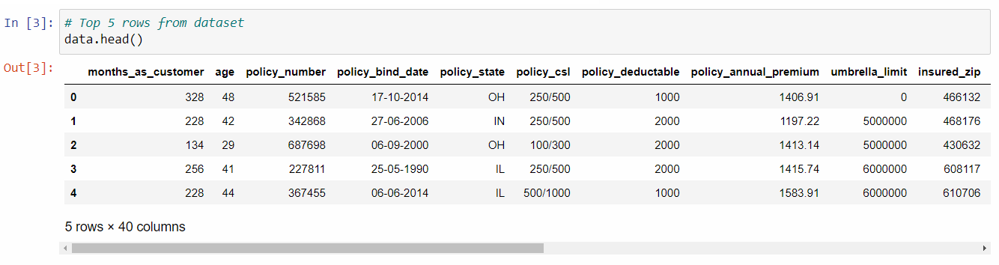 In [3]: # Top 5 rows from dataset
data.head()
Out[3]:
months_as_customer age policy_number policy_bind_date policy_state policy_csl policy_deductable policy_annual_premium umbrella_limit insured_zip
0 328 48 521585 17-10-2014 OH 250/500 1000 1406.91 0 466132
1 228 42 342868 27-06-2006 IN 250/500 2000 1197.22 5000000 468176
2 134 29 687698 06-09-2000 OH 100/300 2000 1413.14 5000000 430632
3 256 41 227811 25-05-1990 IL 250/500 2000 1415.74 6000000 608117
4 228 44 367455 06-06-2014 IL 500/1000 1000 1583.91 6000000 610706
5 rows × 40 columns